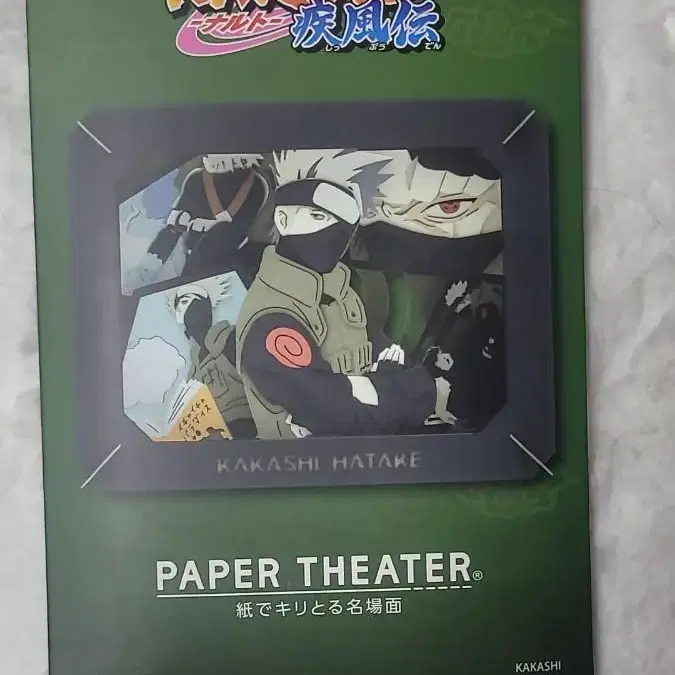 -ナルト-
疾風伝
しっ ぷう でん
KAKASHI HATAKE
PAPER THEATER®
紙でキリとる名場面
KAKASHI